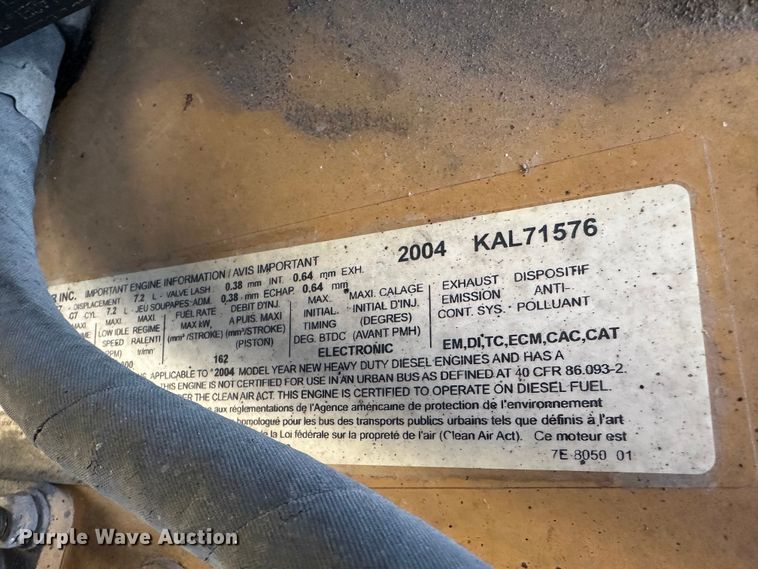 2004 KAL71576
R INC. IMPORTANT ENGINE INFORMATION / AVIS IMPORTANT
DISPLACEMENT 7.2 L - VALVE LASH 0.38 mm INT. 0.64 mm EXH.
G7 -CYL. 7.2 L JEU SOUPAPES:ADM. 0,38 mm ECHAP. 0.64 mm
MAXI FUEL RATE DEBIT D'INJ. MAX. MAXI. CALAGE EXHAUST DISPOSITIF
LOW IDLE REGIME MAX kW A PUIS. MAXI INITIAL. INITIAL D'INJ. EMISSION ANTI-
SPEED RALENTI (mm³/STROKE) (mm³/STROKE) TIMING (DEGRES) CONT. SYS. POLLUANT
RPM) tr/min (PISTON) DEG. BTDC (AVANT PMH)
00 162 ELECTRONIC EM,DI,TC,ECM,CAC,CAT
IS APPLICABLE TO 2004 MODEL YEAR NEW HEAVY DUTY DIESEL ENGINES AND HAS A
THIS ENGINE IS NOT CERTIFIED FOR USE IN AN URBAN BUS AS DEFINED AT 40 CFR 86.093-2.
ER THE CLEAN AIR ACT. THIS ENGINE IS CERTIFIED TO OPERATE ON DIESEL FUEL.
aux réglementations de l'Agence américaine de protection de l'environnement
homologué pour les bus des transports publics urbains tels que définis à l'art
la Loi fédérale sur la propreté de l'air (Clean Air Act). Ce moteur est
7E-8050 01
Purple Wave Auction